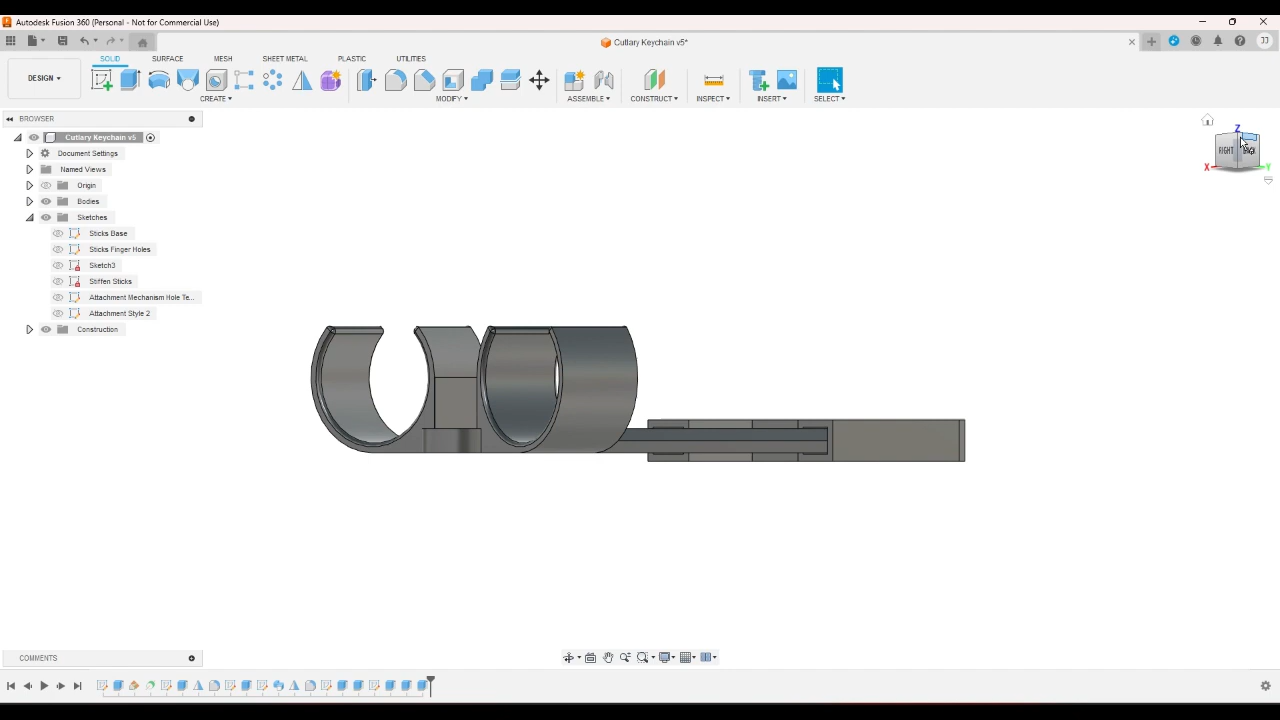 Autodesk Fusion 360 (Personal - Not for Commercial Use)
Cutlary Keychain v5*
JJ
DESIGN
SOLID SURFACE MESH SHEET METAL PLASTIC UTILITIES
CREATE MODIFY ASSEMBLE CONSTRUCT INSPECT INSERT SELECT
BROWSER
Cutlary Keychain v5
Document Settings
Named Views
Origin
Bodies
Sketches
Sticks Base
Sticks Finger Holes
Sketch3
Stiffen Sticks
Attachment Mechanism Hole Te...
Attachment Style 2
Construction
Z
RIGHT BACK
X Y
COMMENTS